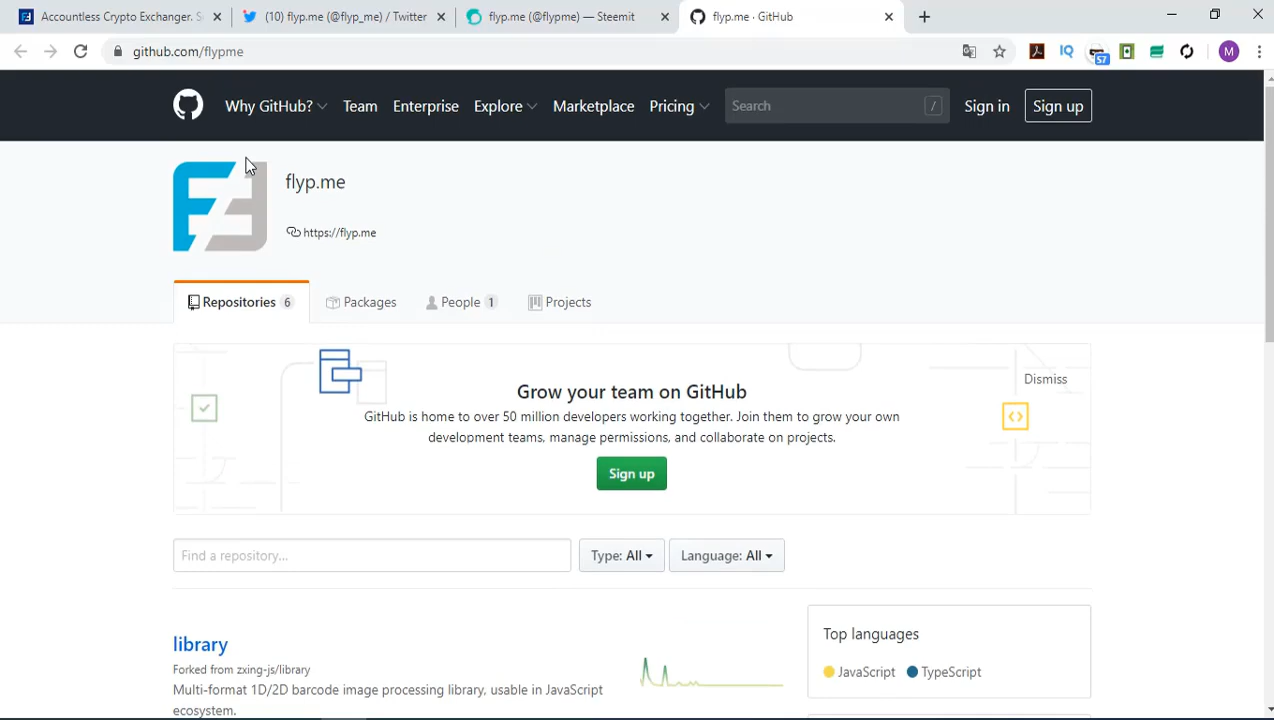 Accountless Crypto Exchanger. S
(10) flyp.me (@flyp_me) / Twitter
flyp.me (@flypme) — Steemit
flyp.me · GitHub
github.com/flypme
57
M
Why GitHub? Team Enterprise Explore Marketplace Pricing
Search /
Sign in
Sign up
flyp.me
https://flyp.me
Repositories 6
Packages
People 1
Projects
Grow your team on GitHub
Dismiss
GitHub is home to over 50 million developers working together. Join them to grow your own
development teams, manage permissions, and collaborate on projects.
Sign up
Find a repository...
Type: All
Language: All
library
Forked from zxing-js/library
Multi-format 1D/2D barcode image processing library, usable in JavaScript
ecosystem.
Top languages
JavaScript TypeScript